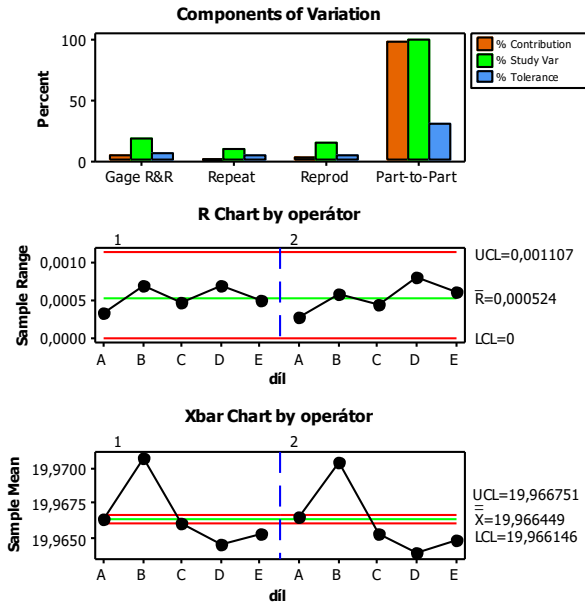 Components of Variation
100
50
0
Percent
Gage R&R Repeat Reprod Part-to-Part
% Contribution
% Study Var
% Tolerance
R Chart by operátor
1 2
0,0010
0,0005
0,0000
Sample Range
A B C D E A B C D E
díl
UCL=0,001107
R=0,000524
LCL=0
Xbar Chart by operátor
1 2
19,9700
19,9675
19,9650
Sample Mean
A B C D E A B C D E
díl
UCL=19,966751
X=19,966449
LCL=19,966146